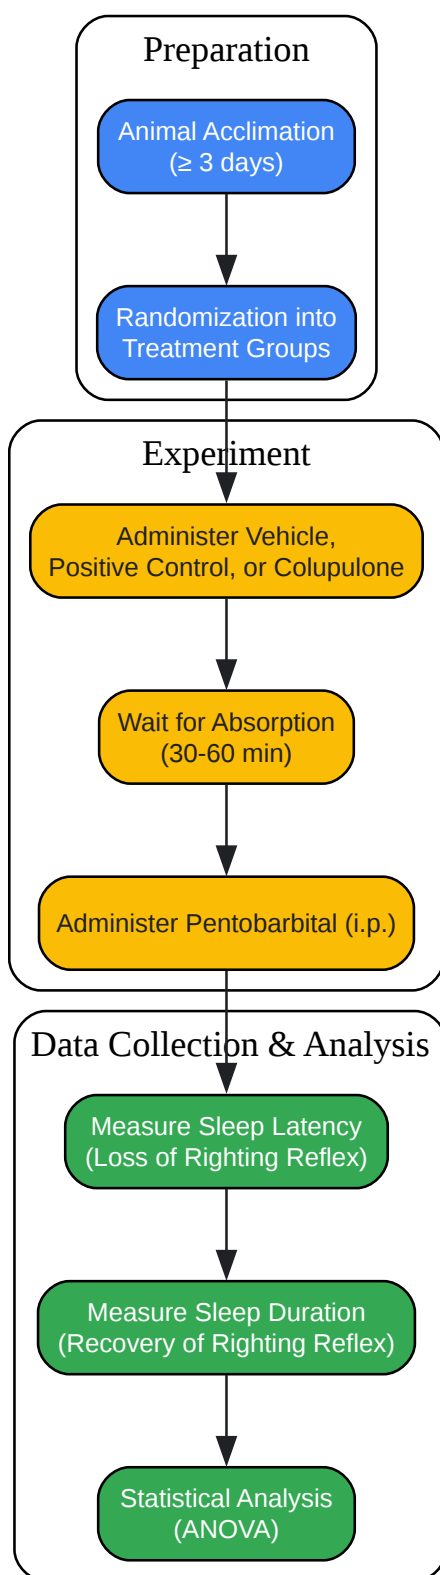 Preparation
Animal Acclimation
(≥ 3 days)
Randomization into
Treatment Groups
Experiment
Administer Vehicle,
Positive Control, or Colupulone
Wait for Absorption
(30-60 min)
Administer Pentobarbital (i.p.)
Data Collection & Analysis
Measure Sleep Latency
(Loss of Righting Reflex)
Measure Sleep Duration
(Recovery of Righting Reflex)
Statistical Analysis
(ANOVA)